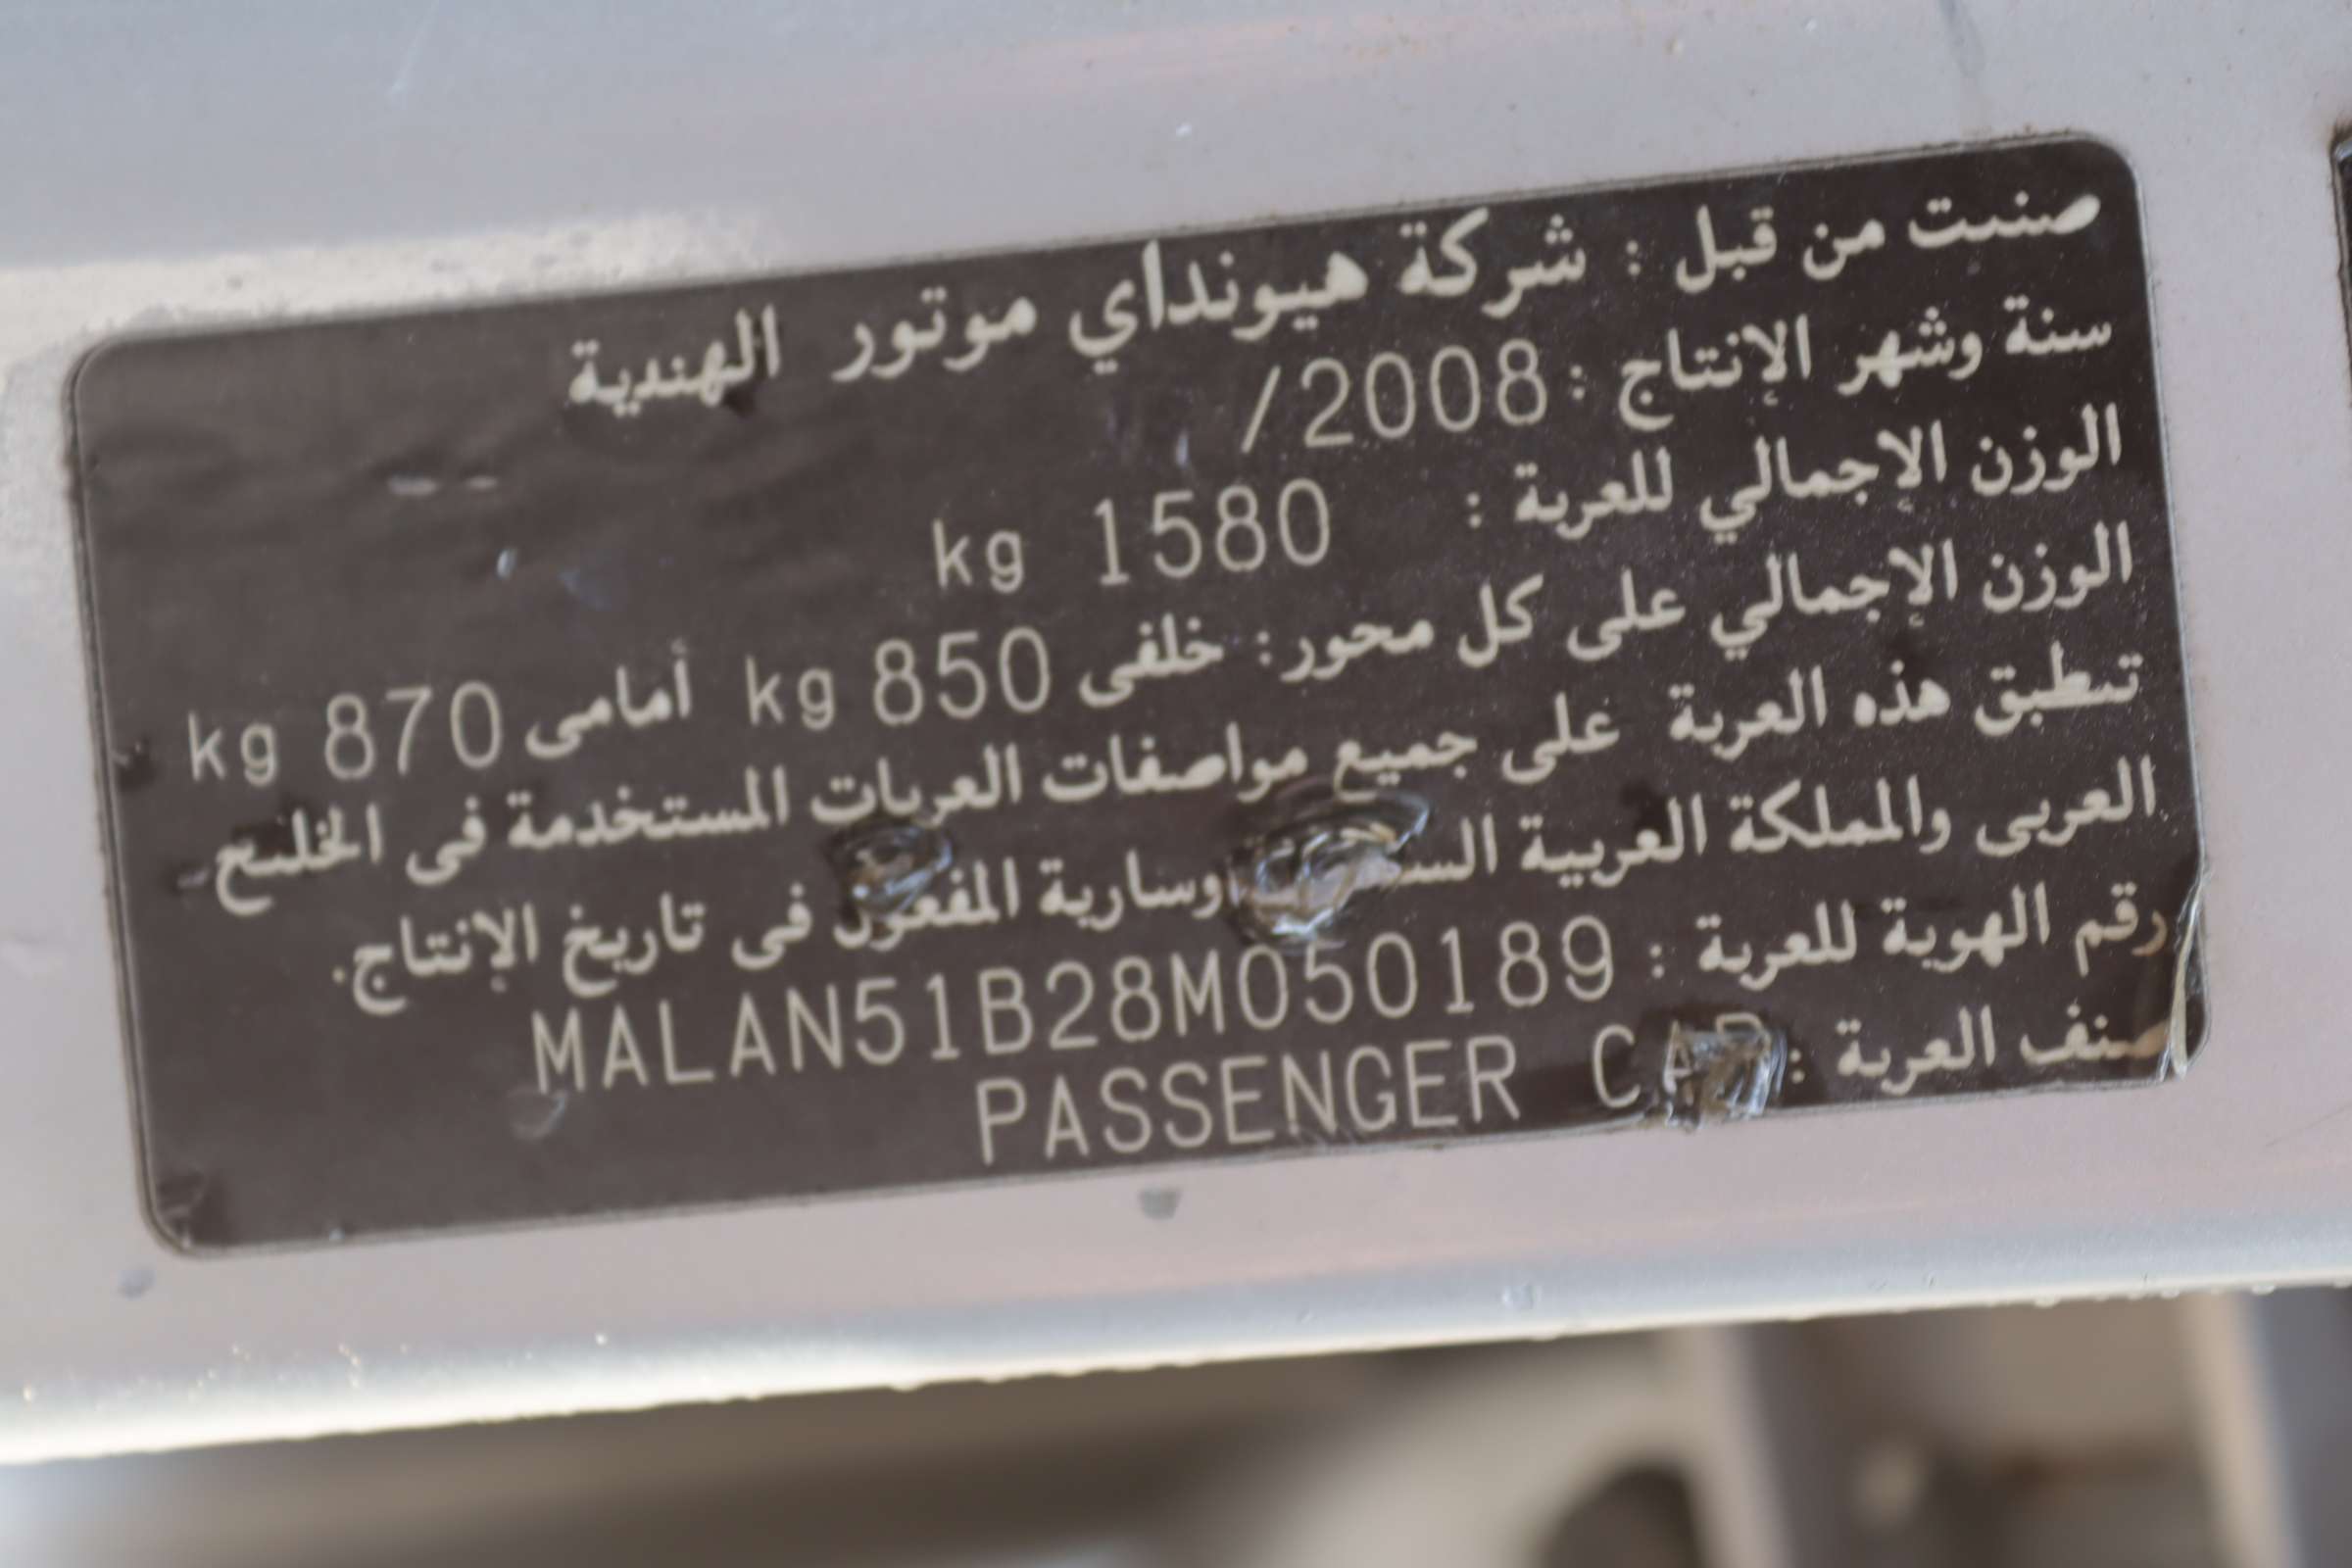 صنعت من قبل : شركة هيونداي موتور الهندية
سنة وشهر الإنتاج : 2008/
الوزن الإجمالي للعربة : 1580 kg
الوزن الإجمالي على كل محور: خلفى 850 kg أمامى 870 kg
تنطبق هذه العربة على جميع مواصفات العربات المستخدمة فى الخليج
العربى والمملكة العربية وسارية المفعول فى تاريخ الإنتاج.
رقم الهوية للعربة : MALAN51B28M050189
صنف العربة : PASSENGER CAR